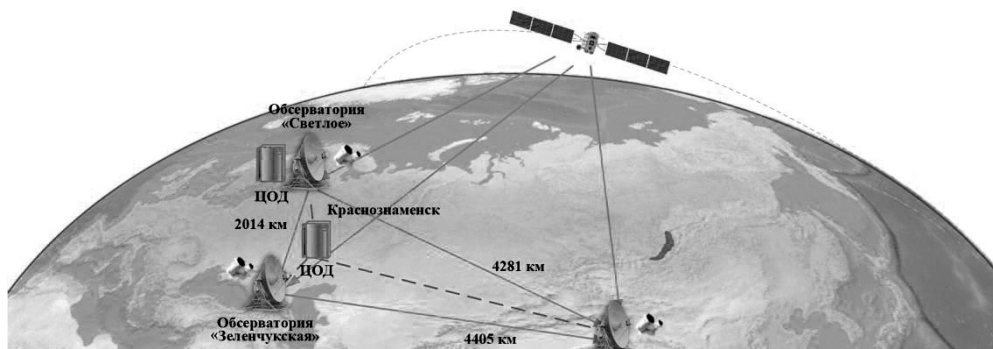 Обсерватория
«Светлое»
ЦОД
Краснознаменск
2014 км
ЦОД
4281 км
Обсерватория
«Зеленчукская»
4405 км